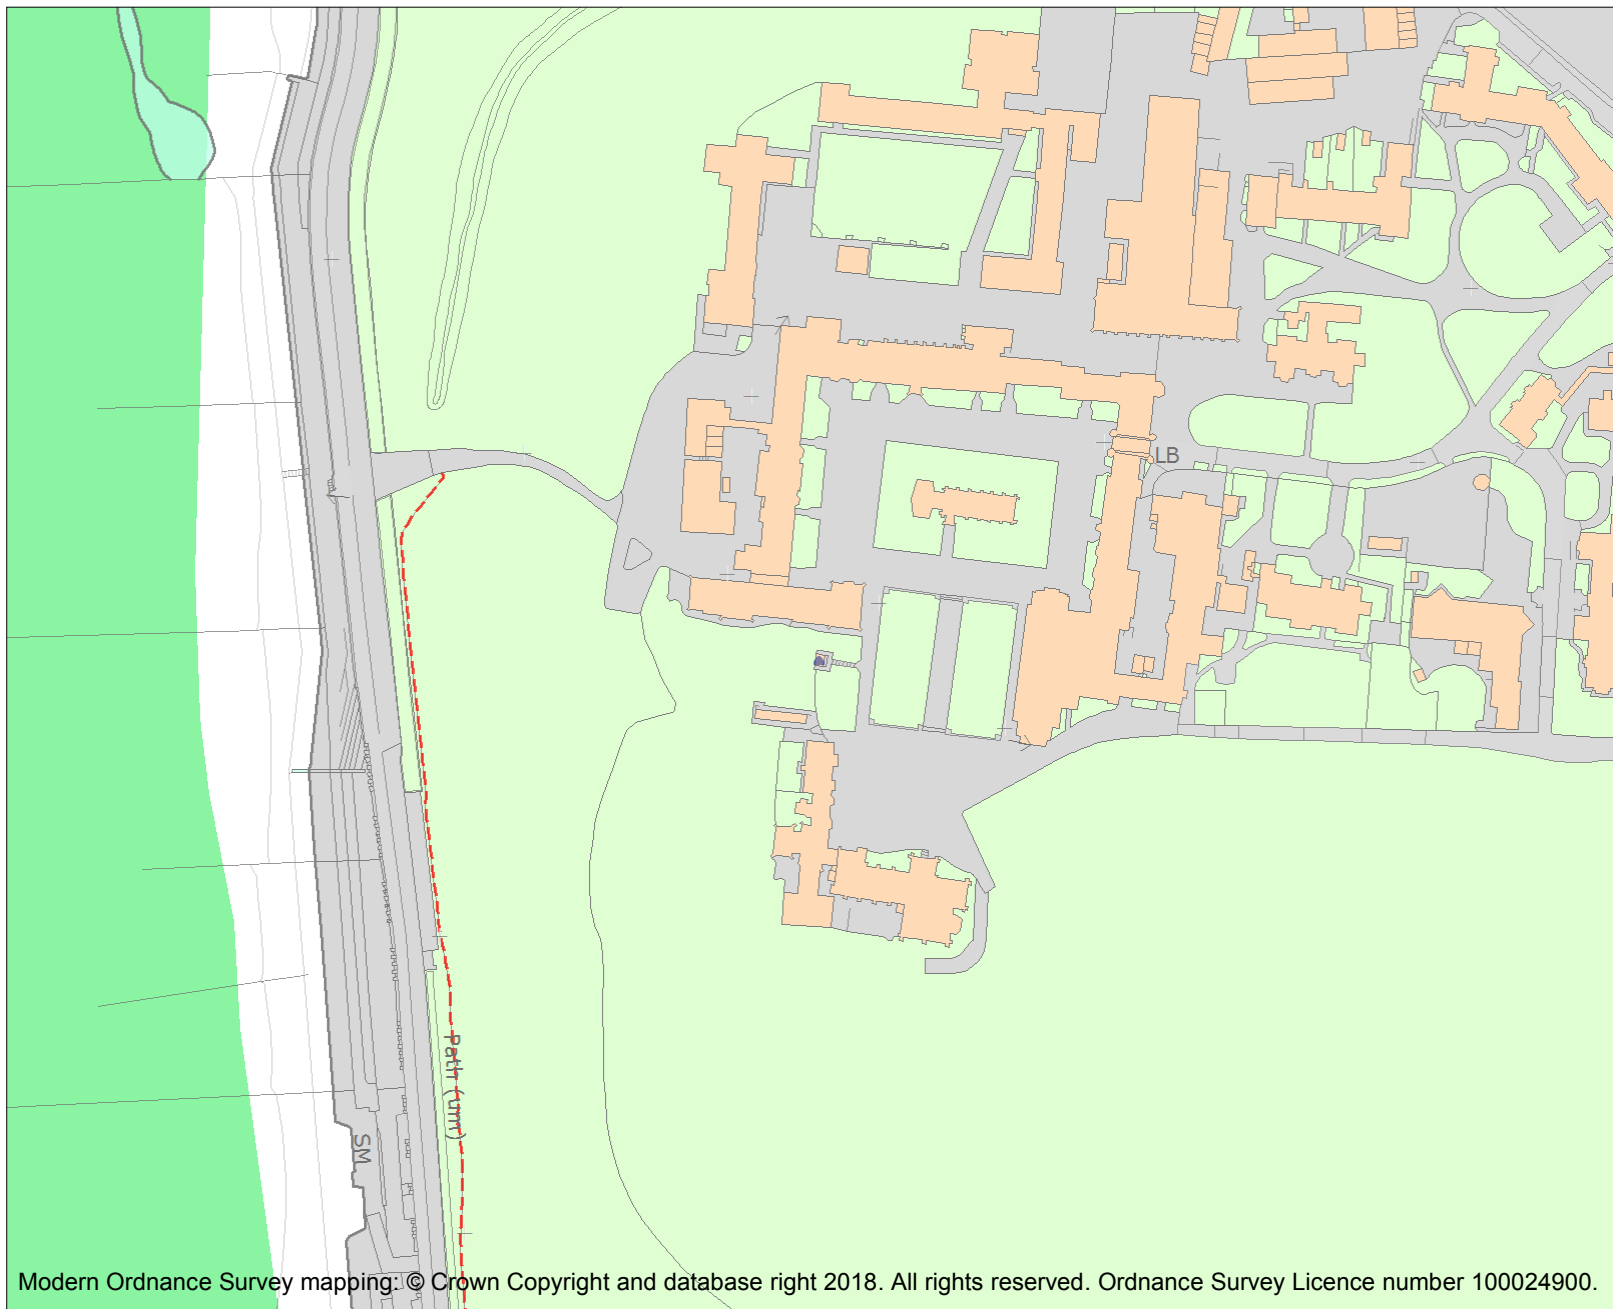 LB
Path (um)
SM
Modern Ordnance Survey mapping: © Crown Copyright and database right 2018. All rights reserved. Ordnance Survey Licence number 100024900.